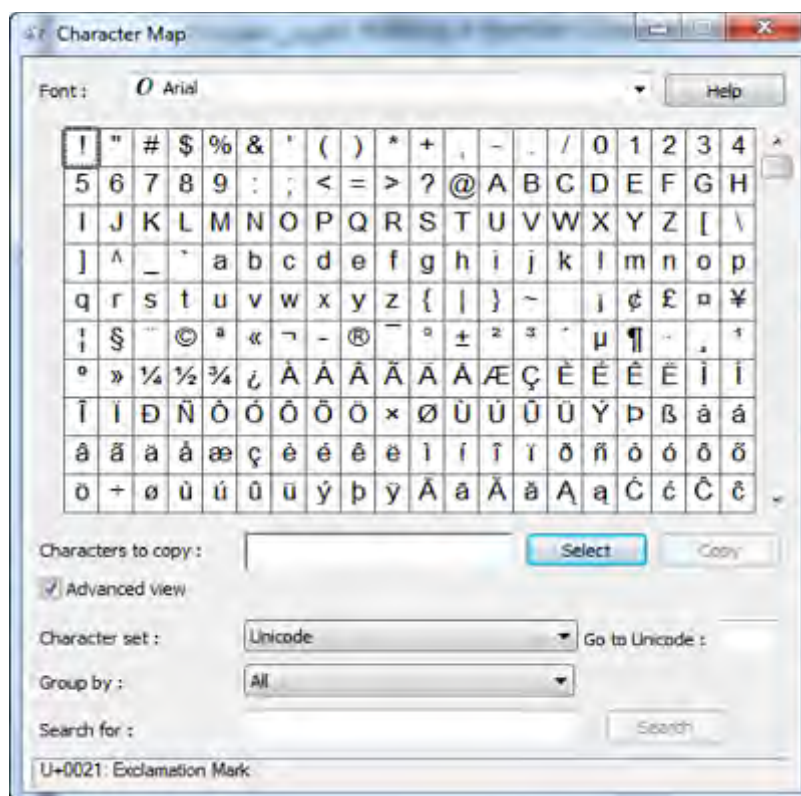 Character Map
Font : O Arial Help
! " # $ % & ' ( ) * + , - . / 0 1 2 3 4
5 6 7 8 9 : ; < = > ? @ A B C D E F G H
I J K L M N O P Q R S T U V W X Y Z [ \
] ^ _ ` a b c d e f g h i j k l m n o p
q r s t u v w x y z { | } ~ ¡ ¢ £ ¤ ¥
¦ § ¨ © ª « ¬ - ® ¯ ° ± ² ³ ´ µ ¶ · ¸ ¹
º » ¼ ½ ¾ ¿ À Á Â Ã Ä Å Æ Ç È É Ê Ë Ì Í
Î Ï Ð Ñ Ò Ó Ô Õ Ö × Ø Ù Ú Û Ü Ý Þ ß à á
â ã ä å æ ç è é ê ë ì í î ï ð ñ ò ó ô õ
ö ÷ ø ù ú û ü ý þ ÿ Ā ā Ă ă Ą ą Ć ć Ĉ ĉ
Characters to copy : Select Copy
Advanced view
Character set : Unicode Go to Unicode :
Group by : All
Search for : Search
U+0021: Exclamation Mark